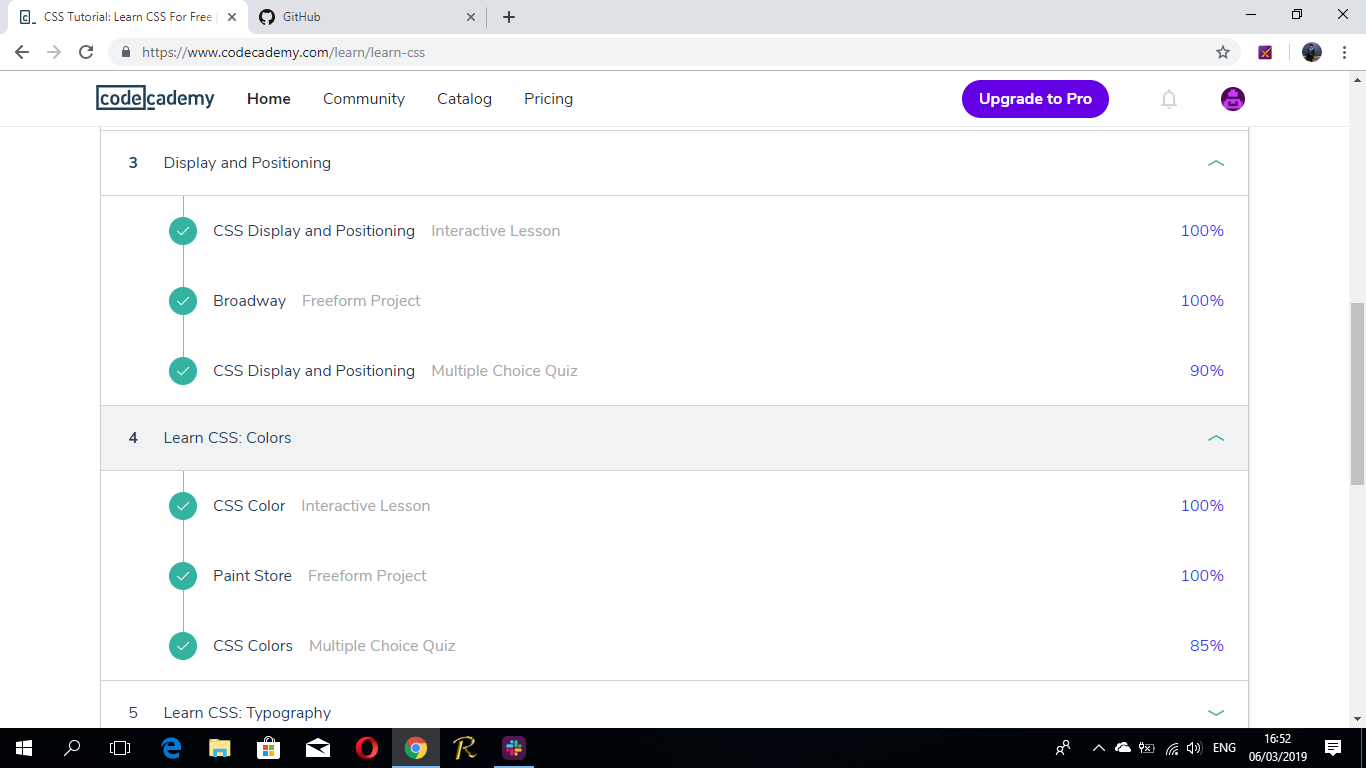 CSS Tutorial: Learn CSS For Free
GitHub
https://www.codecademy.com/learn/learn-css
codecademy Home Community Catalog Pricing Upgrade to Pro
3 Display and Positioning
CSS Display and Positioning Interactive Lesson 100%
Broadway Freeform Project 100%
CSS Display and Positioning Multiple Choice Quiz 90%
4 Learn CSS: Colors
CSS Color Interactive Lesson 100%
Paint Store Freeform Project 100%
CSS Colors Multiple Choice Quiz 85%
5 Learn CSS: Typography
ENG 16:52
06/03/2019